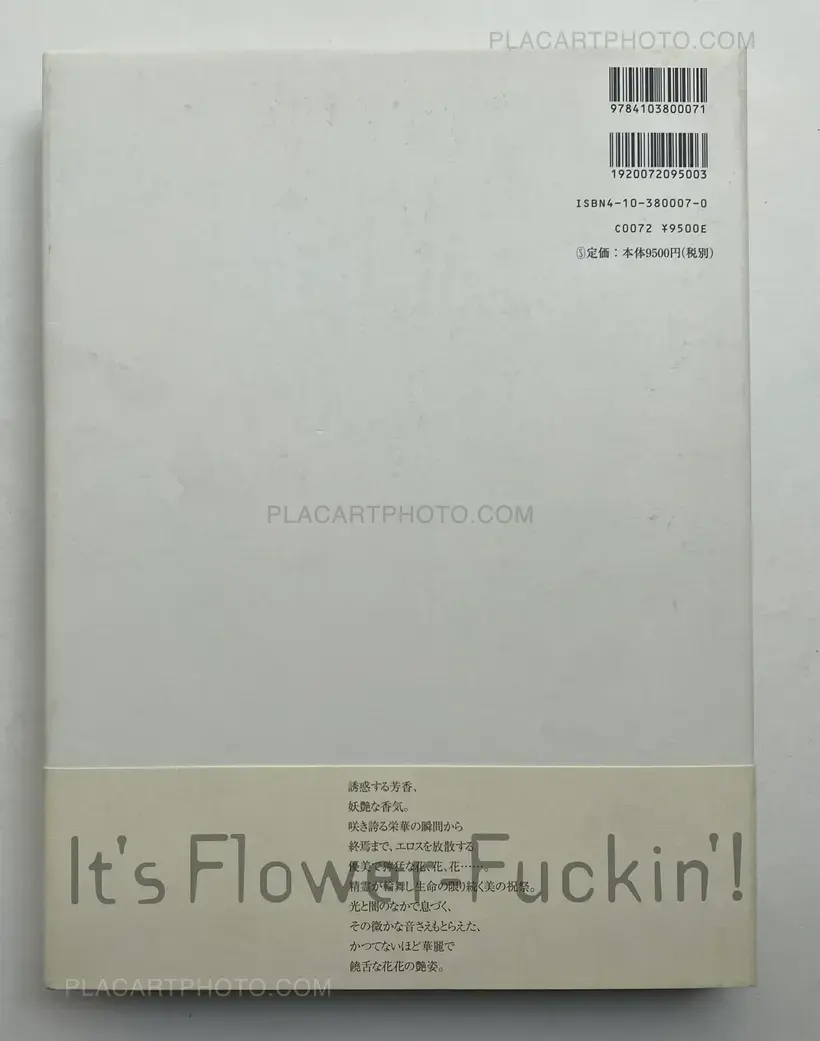 PLACARTPHOTO.COM
9784103800071
1920072095003
ISBN4-10-380007-0
C0072 ¥9500E
Ⓢ定価：本体9500円(税別)
PLACARTPHOTO.COM
誘惑する芳香、
妖艶な香気。
咲き誇る栄華の瞬間から
終焉まで、エロスを放散する
優美で獰猛な花、花、花……。
精霊が輪舞し生命の限り続く美の祝祭。
光と闇のなかで息づく、
その微かな音さえもとらえた、
かつてないほど華麗で
饒舌な花花の艶姿。
It's Flower-Fuckin'!
PLACARTPHOTO.COM